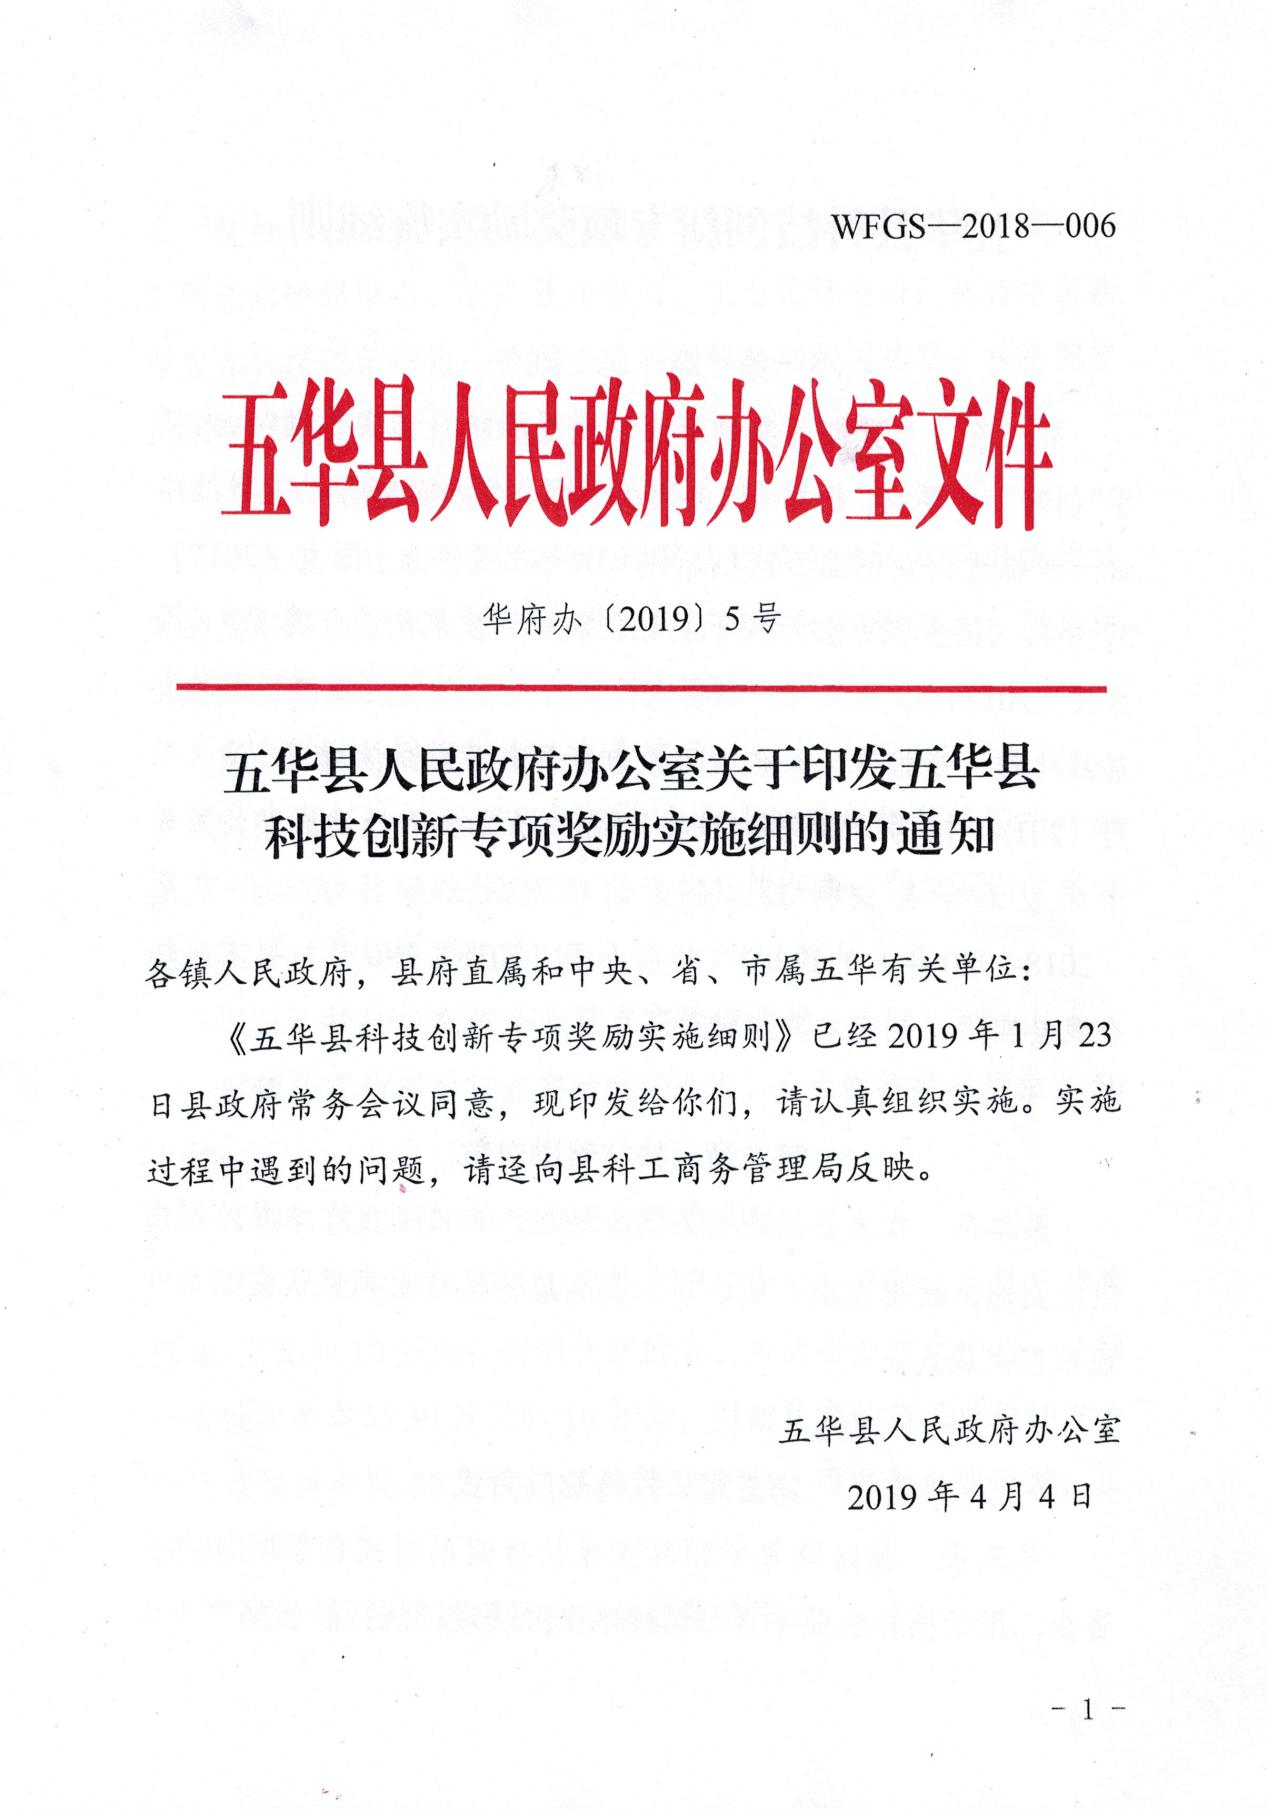 WFGS—2018—006
五华县人民政府办公室文件
华府办〔2019〕5号
五华县人民政府办公室关于印发五华县
科技创新专项奖励实施细则的通知
各镇人民政府，县府直属和中央、省、市属五华有关单位：
《五华县科技创新专项奖励实施细则》已经2019年1月23
日县政府常务会议同意，现印发给你们，请认真组织实施。实施
过程中遇到的问题，请迳向县科工商务管理局反映。
五华县人民政府办公室
2019年4月4日
- 1 -